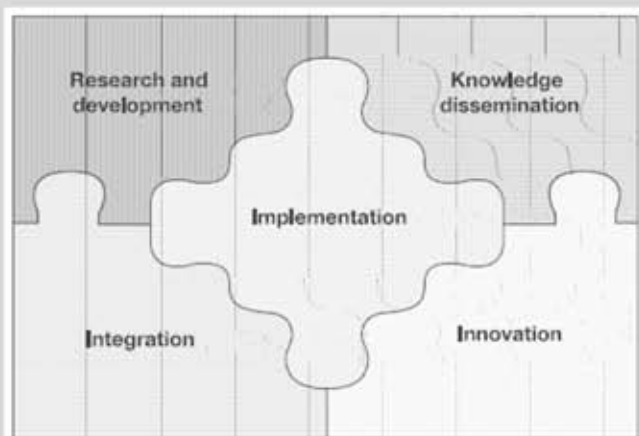 Research and
development
Knowledge
dissemination
Implementation
Integration
Innovation